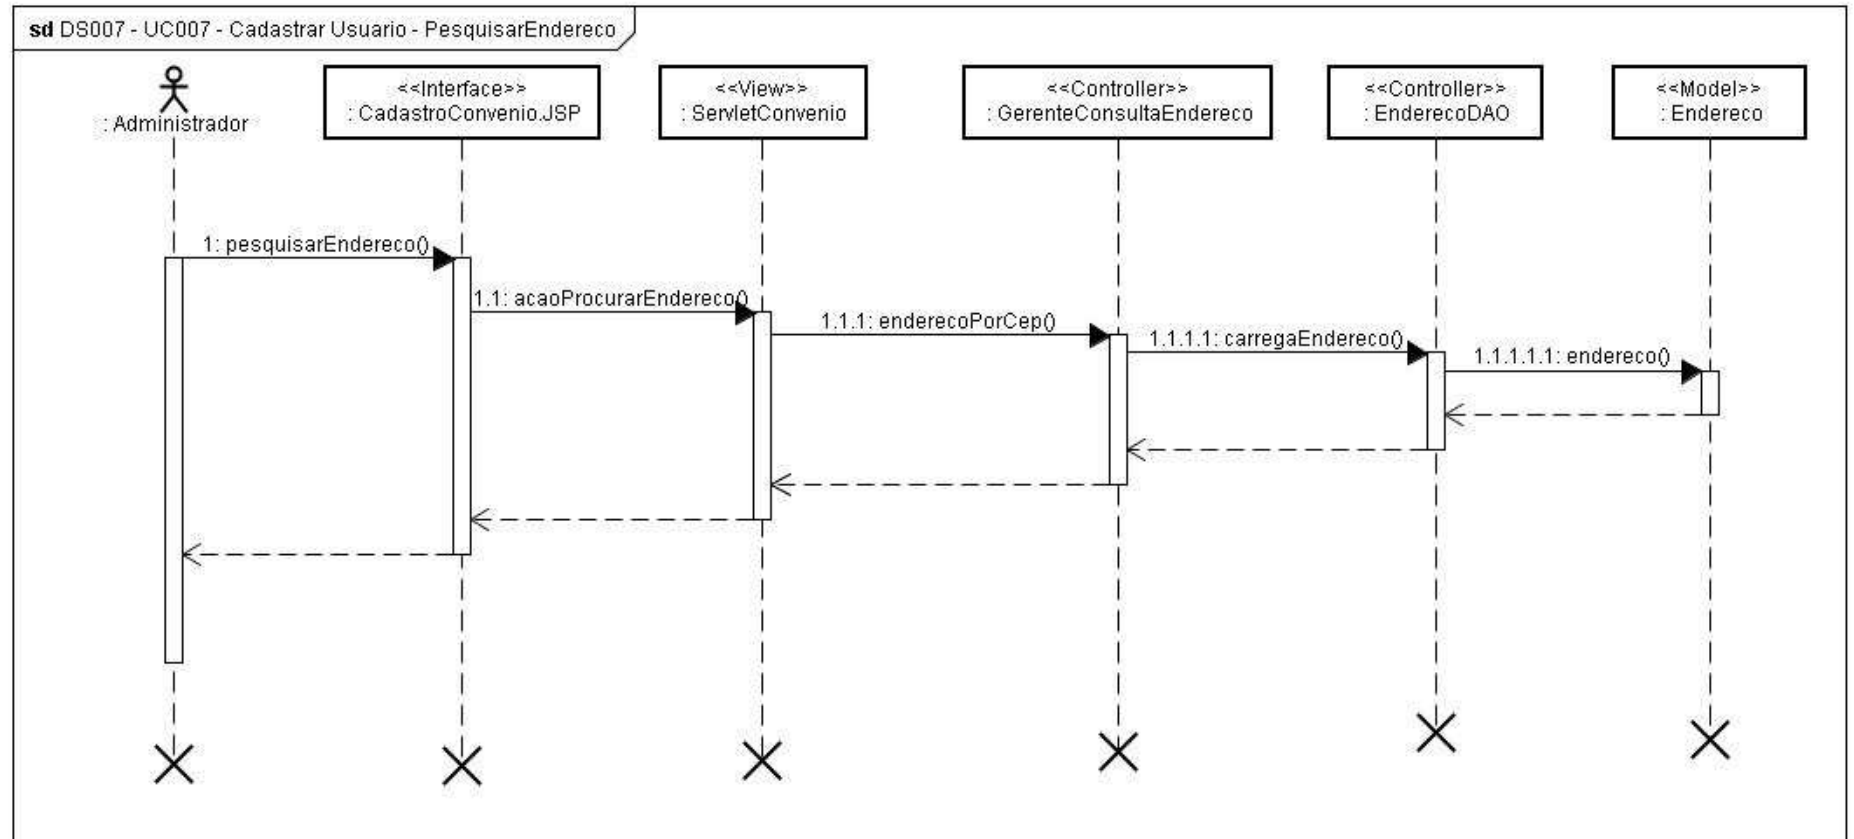 sd DS007 - UC007 - Cadastrar Usuario - PesquisarEndereco
: Administrador
<<Interface>>
: CadastroConvenio.JSP
<<View>>
: ServletConvenio
<<Controller>>
: GerenteConsultaEndereco
<<Controller>>
: EnderecoDAO
<<Model>>
: Endereco
1: pesquisarEndereco()
1.1: acaoProcurarEndereco()
1.1.1: enderecoPorCep()
1.1.1.1: carregaEndereco()
1.1.1.1.1: endereco()